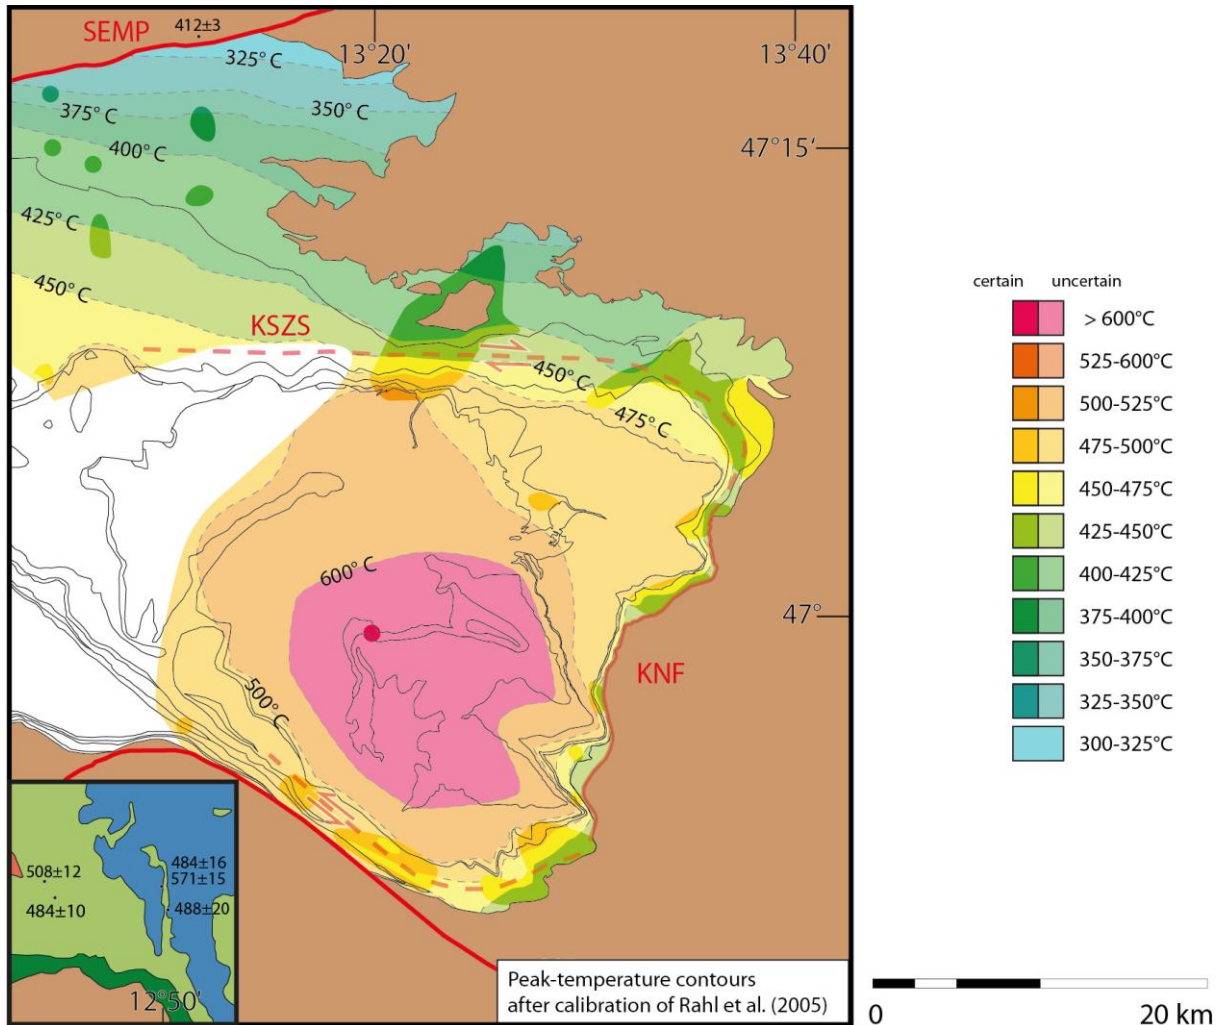 SEMP
412±3
13°20'
13°40'
325° C
350° C
375° C
47°15'
400° C
425° C
450° C
KSZS
450° C
475° C
600° C
47°
KNF
500° C
508±12
484±10
484±16
571±15
488±20
12°50'
Peak-temperature contours
after calibration of Rahl et al. (2005)
certain uncertain
> 600°C
525-600°C
500-525°C
475-500°C
450-475°C
425-450°C
400-425°C
375-400°C
350-375°C
325-350°C
300-325°C
0 20 km